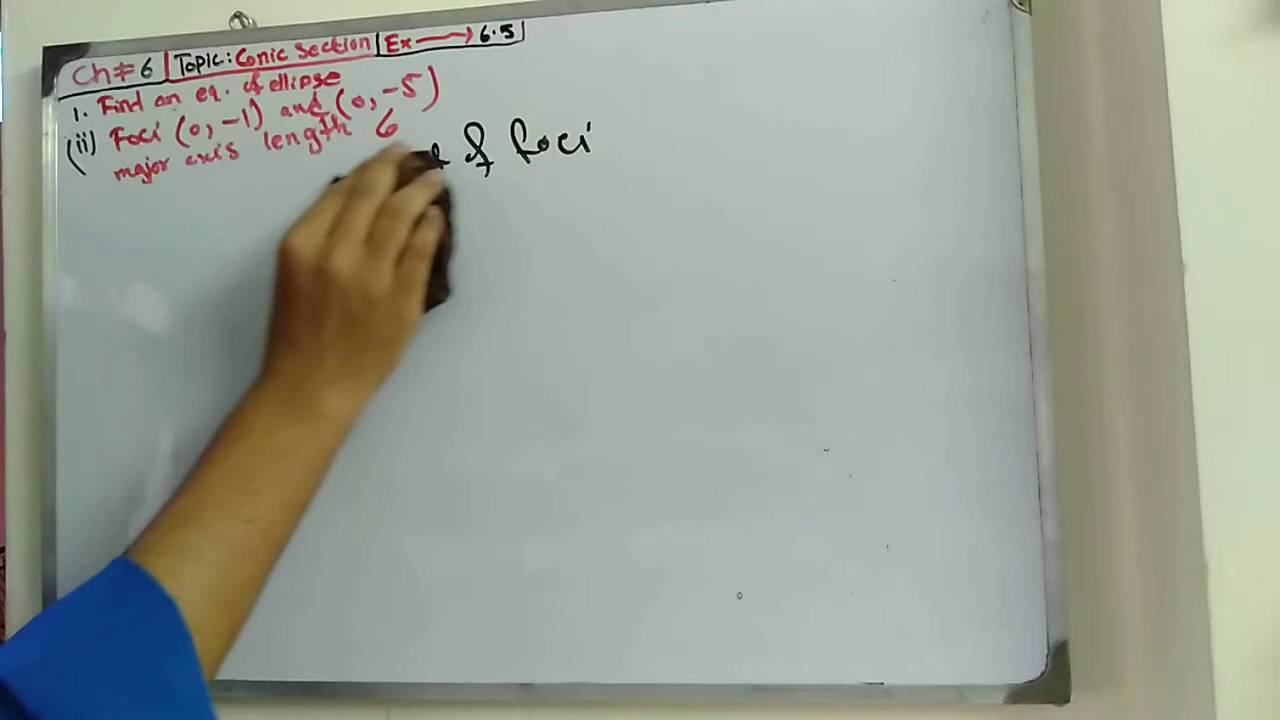 Ch # 6 Topic: Conic Section Ex → 6.5
1. Find an eq. of ellipse
(ii) Foci (0, -1) and (0, -5)
major axis length 6
of foci